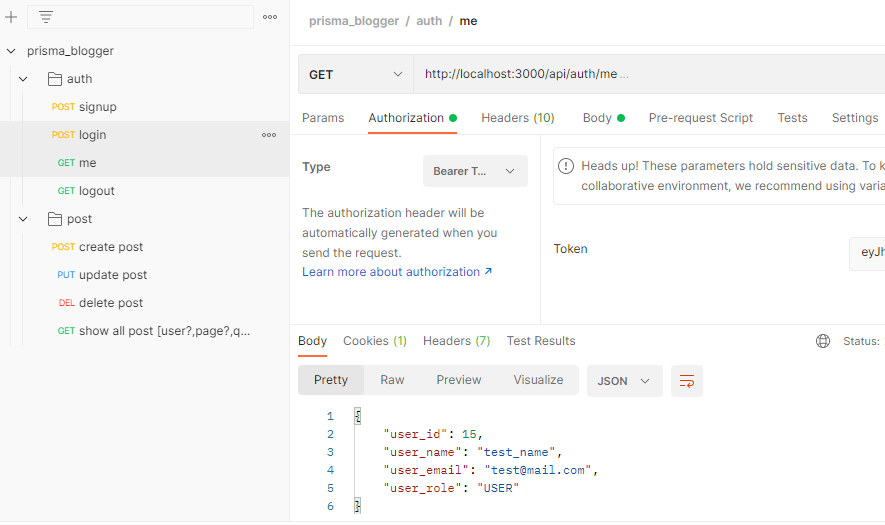 prisma_blogger
auth
POST signup
POST login
GET me
GET logout
post
POST create post
PUT update post
DEL delete post
GET show all post [user?,page?,q...
prisma_blogger / auth / me
GET http://localhost:3000/api/auth/me...
Params Authorization Headers (10) Body Pre-request Script Tests Settings
Type Bearer T...
The authorization header will be
automatically generated when you
send the request.
Learn more about authorization ↗
Heads up! These parameters hold sensitive data. To k
collaborative environment, we recommend using varia
Token eyJh
Body Cookies (1) Headers (7) Test Results Status:
Pretty Raw Preview Visualize JSON
1 {
2 "user_id": 15,
3 "user_name": "test_name",
4 "user_email": "test@mail.com",
5 "user_role": "USER"
6 }